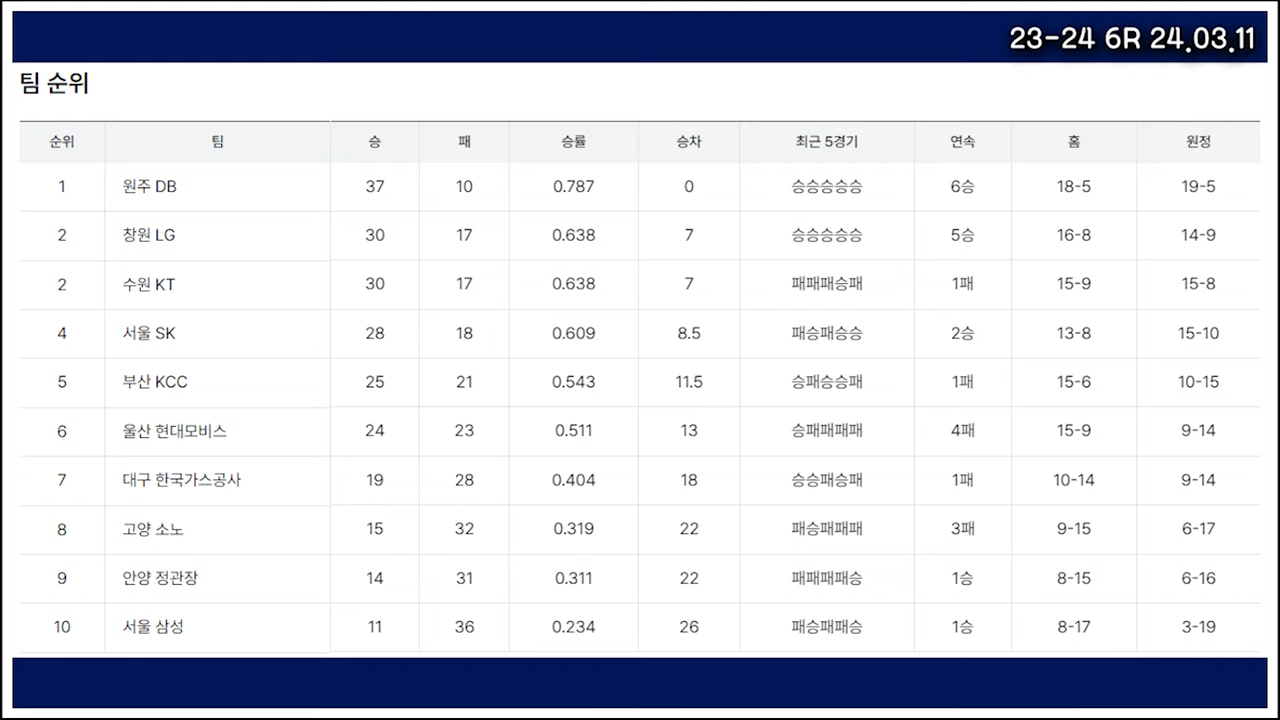 23-24 6R 24.03.11
팀 순위
순위 팀 승 패 승률 승차 최근 5경기 연속 홈 원정
1 원주 DB 37 10 0.787 0 승승승승승 6승 18-5 19-5
2 창원 LG 30 17 0.638 7 승승승승승 5승 16-8 14-9
2 수원 KT 30 17 0.638 7 패패패승패 1패 15-9 15-8
4 서울 SK 28 18 0.609 8.5 패승패승승 2승 13-8 15-10
5 부산 KCC 25 21 0.543 11.5 승패승승패 1패 15-6 10-15
6 울산 현대모비스 24 23 0.511 13 승패패패패 4패 15-9 9-14
7 대구 한국가스공사 19 28 0.404 18 승승패승패 1패 10-14 9-14
8 고양 소노 15 32 0.319 22 패승패패패 3패 9-15 6-17
9 안양 정관장 14 31 0.311 22 패패패패승 1승 8-15 6-16
10 서울 삼성 11 36 0.234 26 패승패패승 1승 8-17 3-19